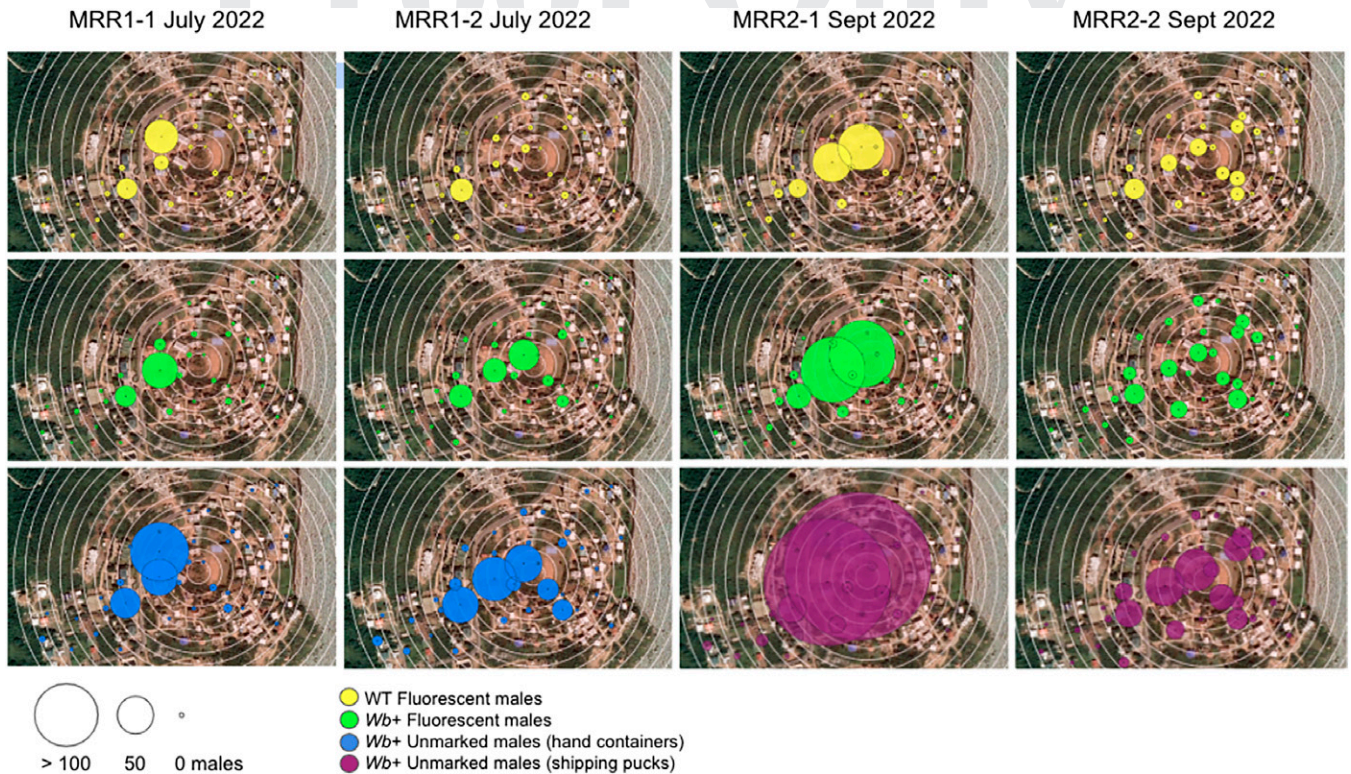 MRR1-1 July 2022
MRR1-2 July 2022
MRR2-1 Sept 2022
MRR2-2 Sept 2022
WT Fluorescent males
Wb+ Fluorescent males
Wb+ Unmarked males (hand containers)
Wb+ Unmarked males (shipping pucks)
> 100 50 0 males